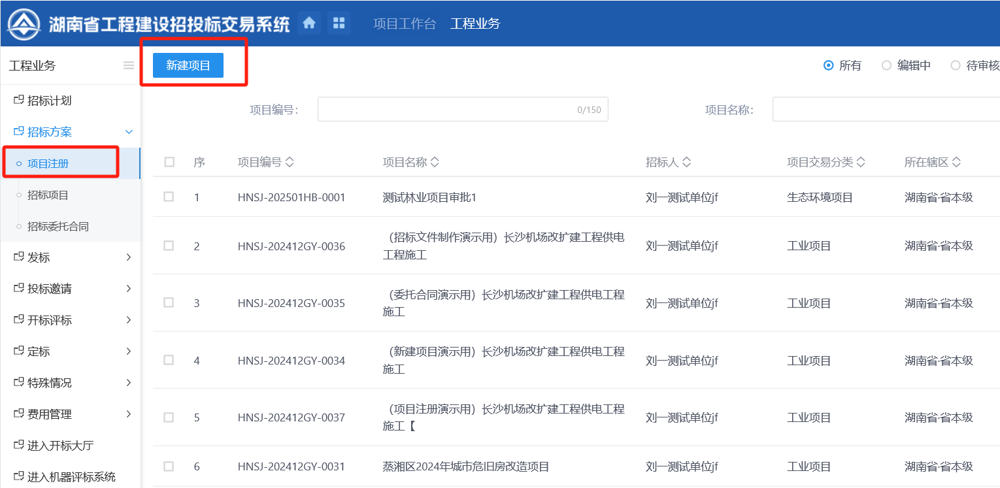 湖南省工程建设招投标交易系统 项目工作台 工程业务
工程业务
新建项目
所有 编辑中 待审核
招标计划
招标方案
项目注册
招标项目
招标委托合同
发标
投标邀请
开标评标
定标
特殊情况
费用管理
进入开标大厅
进入机器评标系统
项目编号: 0/150 项目名称:
序 项目编号 项目名称 招标人 项目交易分类 所在辖区
1 HNSJ-202501HB-0001 测试林业项目审批1 刘一测试单位jf 生态环境项目 湖南省·省本级
2 HNSJ-202412GY-0036 （招标文件制作演示用）长沙机场改扩建工程供电 刘一测试单位jf 工业项目 湖南省·省本级
工程施工
3 HNSJ-202412GY-0035 （委托合同演示用）长沙机场改扩建工程供电工程 刘一测试单位jf 工业项目 湖南省·省本级
施工
4 HNSJ-202412GY-0034 （新建项目演示用）长沙机场改扩建工程供电工程 刘一测试单位jf 工业项目 湖南省·省本级
施工
5 HNSJ-202412GY-0037 （项目注册演示用）长沙机场改扩建工程供电工程 刘一测试单位jf 工业项目 湖南省·省本级
施工【
6 HNSJ-202412GY-0031 蒸湘区2024年城市危旧房改造项目 刘一测试单位jf 工业项目 湖南省·省本级